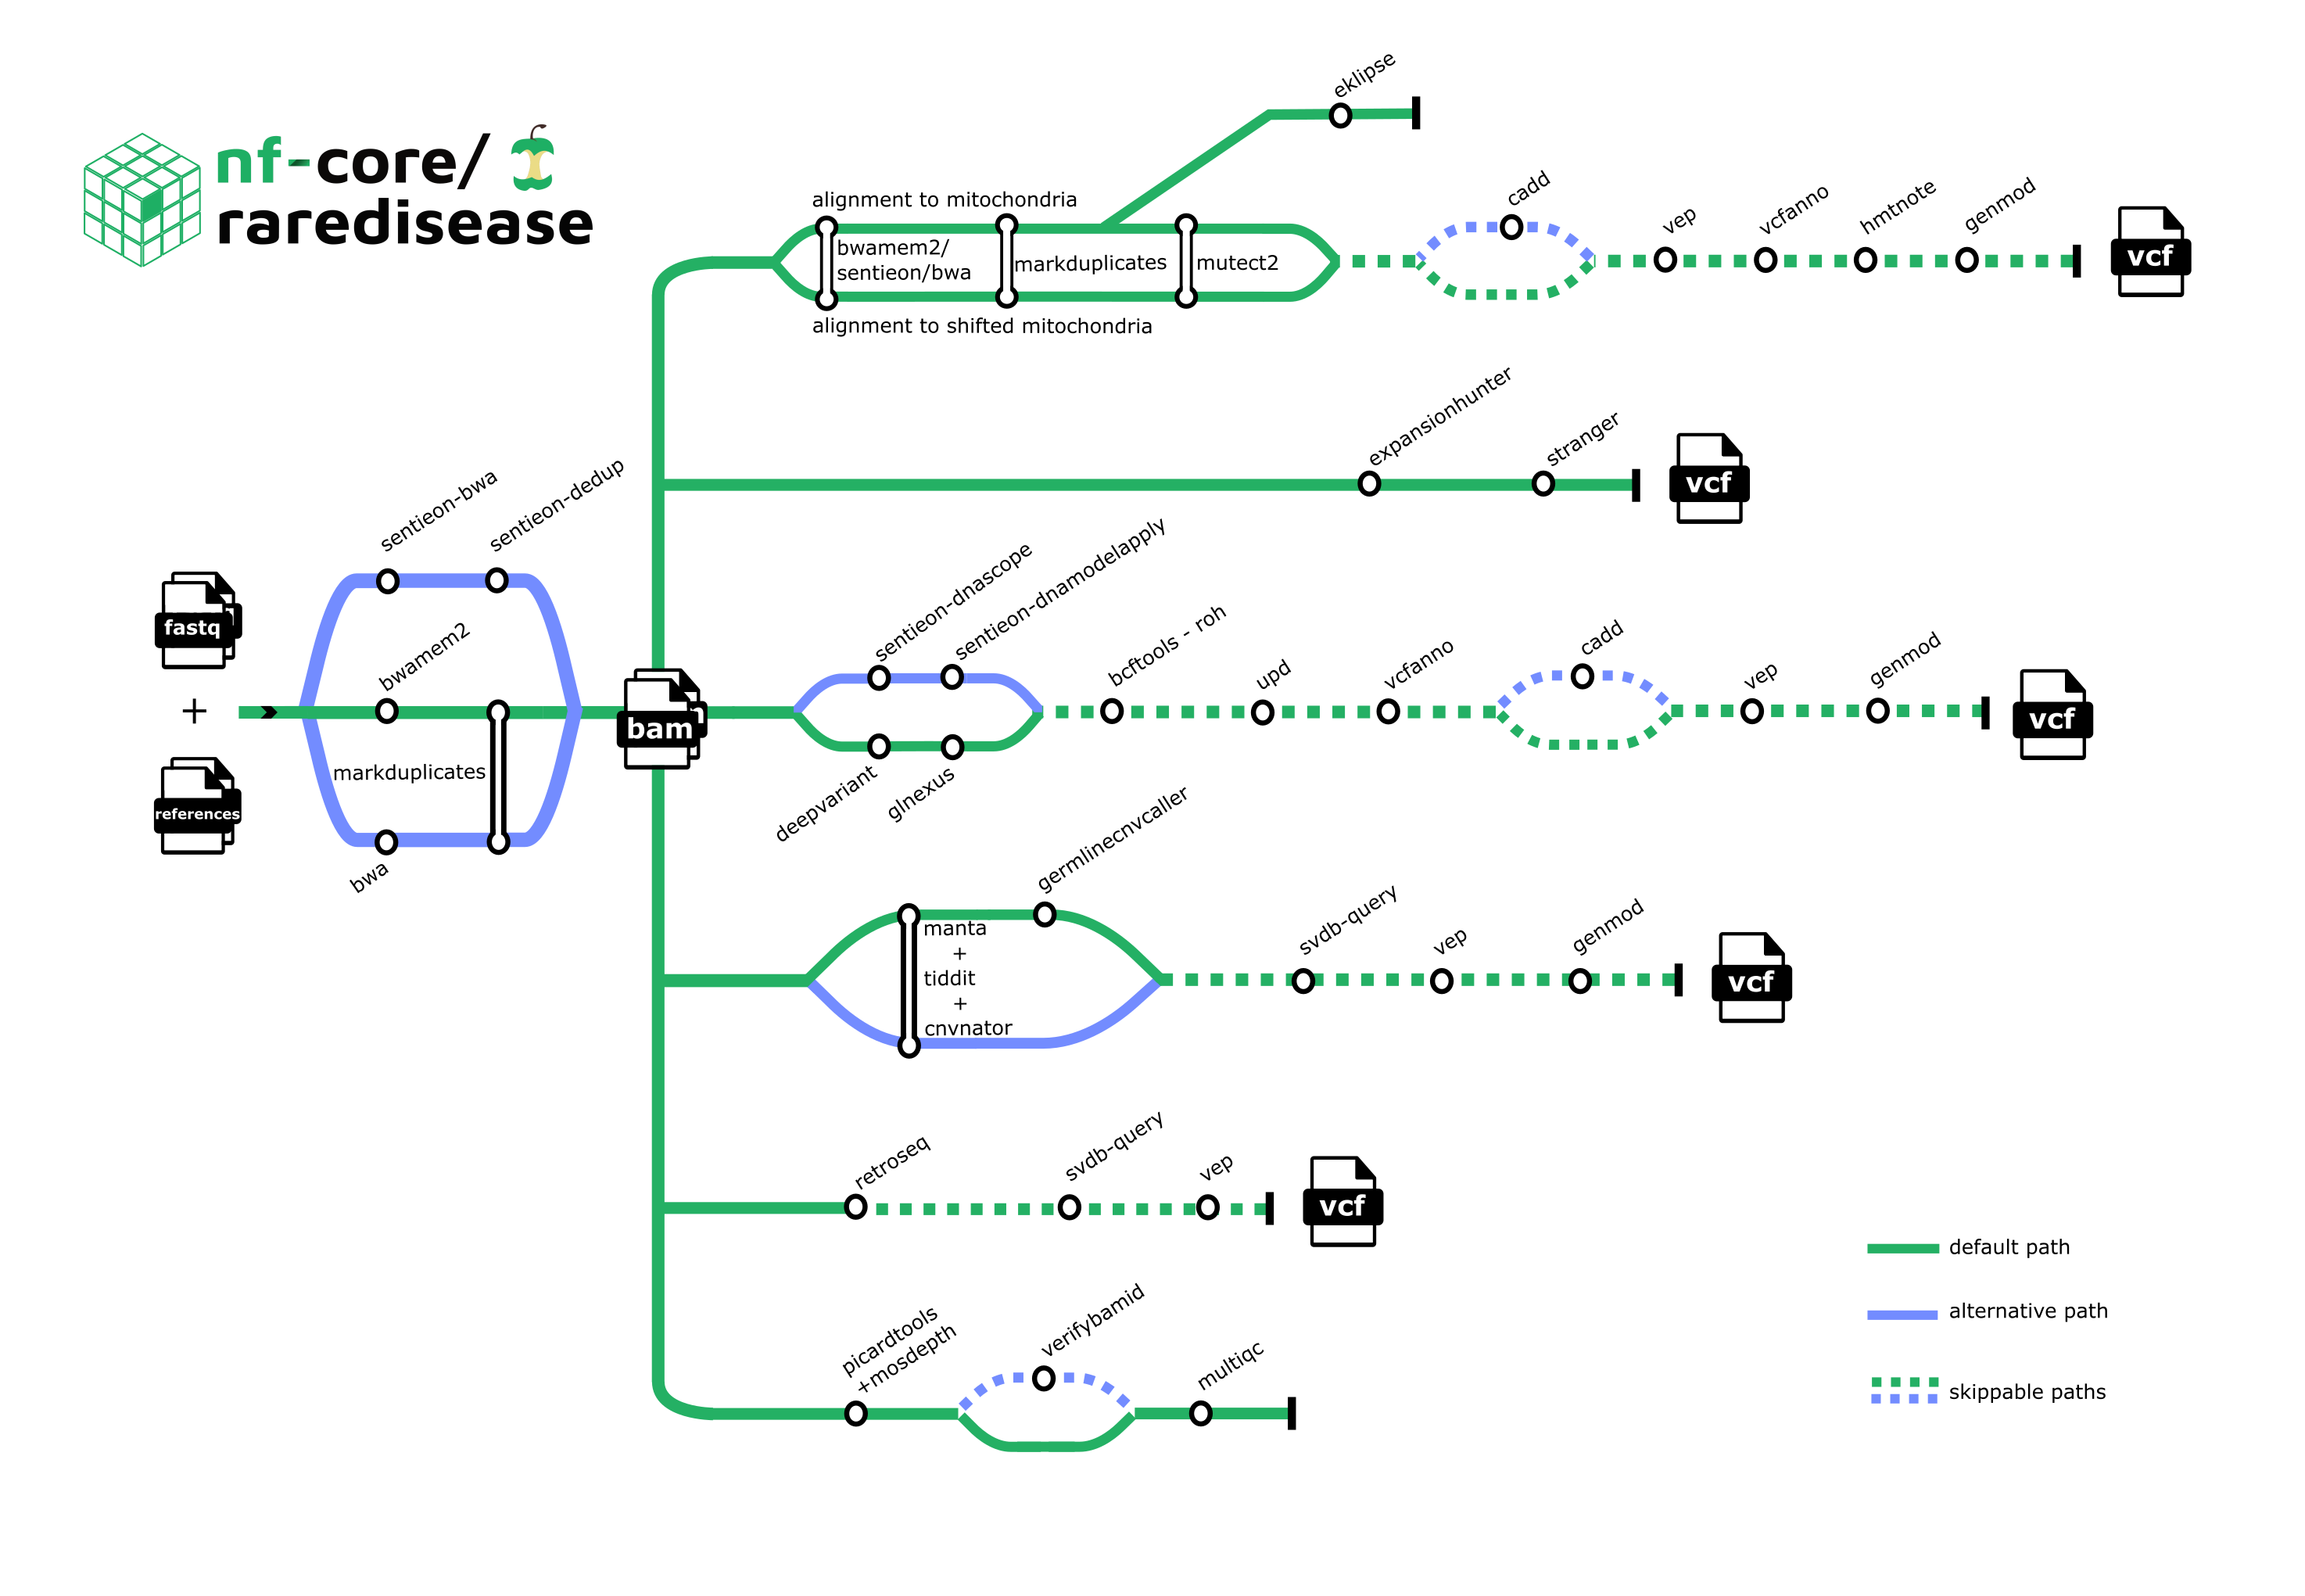 nf-core/
raredisease
eklipse
alignment to mitochondria
bwamem2/
sentieon/bwa
markduplicates
mutect2
alignment to shifted mitochondria
cadd
vep
vcfanno
hmtnote
genmod
vcf
expansionhunter
stranger
vcf
fastq
+
references
sentieon-bwa
sentieon-dedup
bwamem2
markduplicates
bwa
bam
sentieon-dnascope
sentieon-dnamodelapply
deepvariant
glnexus
bcftools - roh
upd
vcfanno
cadd
vep
genmod
vcf
manta
+
tiddit
+
cnvnator
germlinecnvcaller
svdb-query
vep
genmod
vcf
retroseq
svdb-query
vep
vcf
picardtools
+mosdepth
verifybamid
multiqc
default path
alternative path
skippable paths